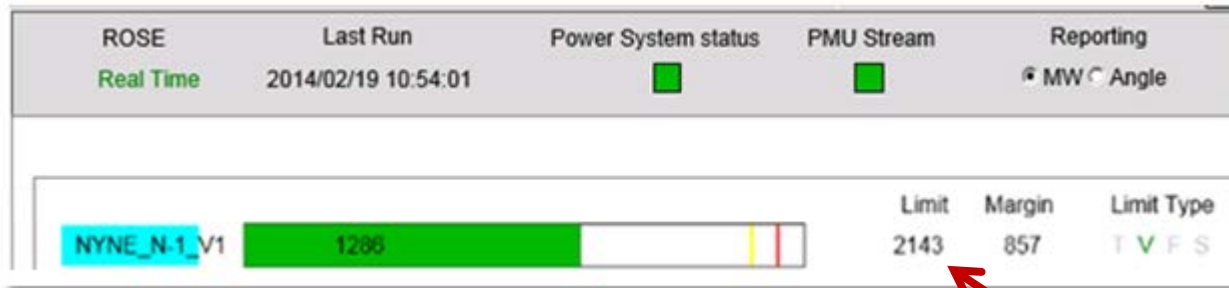 ROSE Last Run Power System status PMU Stream Reporting
Real Time 2014/02/19 10:54:01 MW Angle
Limit Margin Limit Type
NYNE_N-1_V1 1286 2143 857 T V F S